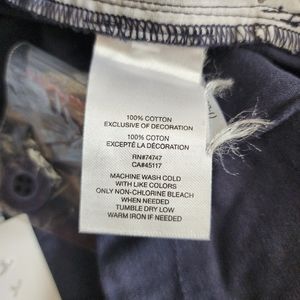 100% COTTON
EXCLUSIVE OF DECORATION
100% COTTON
EXCEPTÉ LA DÉCORATION
RN#74747
CA#45117
MACHINE WASH COLD
WITH LIKE COLORS
ONLY NON-CHLORINE BLEACH
WHEN NEEDED
TUMBLE DRY LOW
WARM IRON IF NEEDED